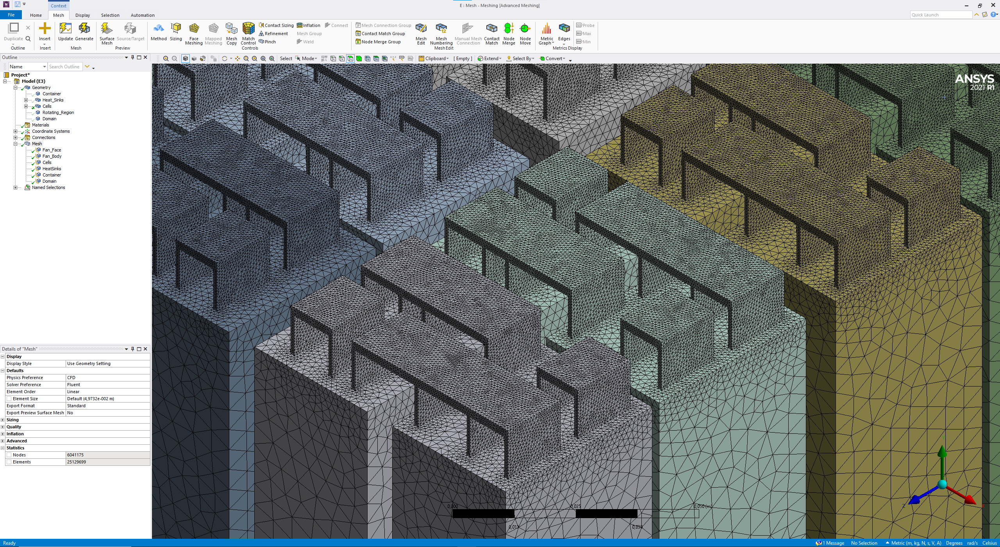 Context
E : Mesh - Meshing [Advanced Meshing]
File Home Mesh Display Selection Automation
Quick Launch
Duplicate
Outline
Insert
Insert
Update Generate
Mesh
Surface Mesh Source/Target
Preview
Method Sizing Face Meshing Mapped Meshing Mesh Copy Match Control
Contact Sizing Inflation Connect
Refinement Mesh Group
Pinch Weld
Controls
Mesh Connection Group
Contact Match Group
Node Merge Group
Mesh Edit Mesh Numbering Manual Mesh Connection Contact Match Node Merge Node Move
Mesh Edit
Metric Graph Edges
Probe
Max
Min
Metrics Display
Outline
Select Mode Clipboard [ Empty ] Extend Select By Convert
Name Search Outline
Project*
Model (E3)
Geometry
Container
Heat_Sinks
Cells
Rotating_Region
Domain
Materials
Coordinate Systems
Connections
Mesh
Fan_Face
Fan_Body
Cells
HeatSinks
Container
Domain
Named Selections
Details of "Mesh"
Display
Display Style Use Geometry Setting
Defaults
Physics Preference CFD
Solver Preference Fluent
Element Order Linear
Element Size Default (4,9732e-002 m)
Export Format Standard
Export Preview Surface Mesh No
Sizing
Quality
Inflation
Advanced
Statistics
Nodes 6041175
Elements 25129699
ANSYS
2021 R1
0,000 0,025 0,050 (m)
Z
Ready
1 Message No Selection Metric (m, kg, N, s, V, A) Degrees rad/s Celsius